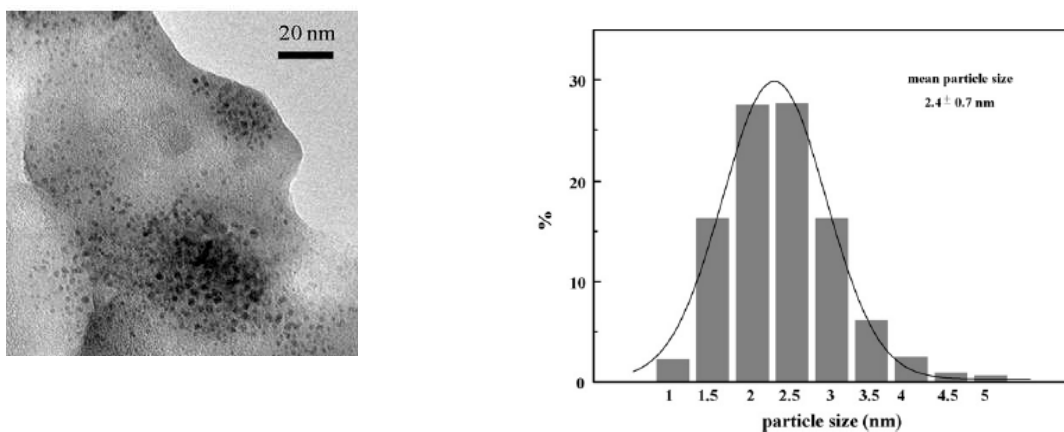 20 nm
mean particle size
2.4 ± 0.7 nm
30
20
10
0
%
1 1.5 2 2.5 3 3.5 4 4.5 5
particle size (nm)